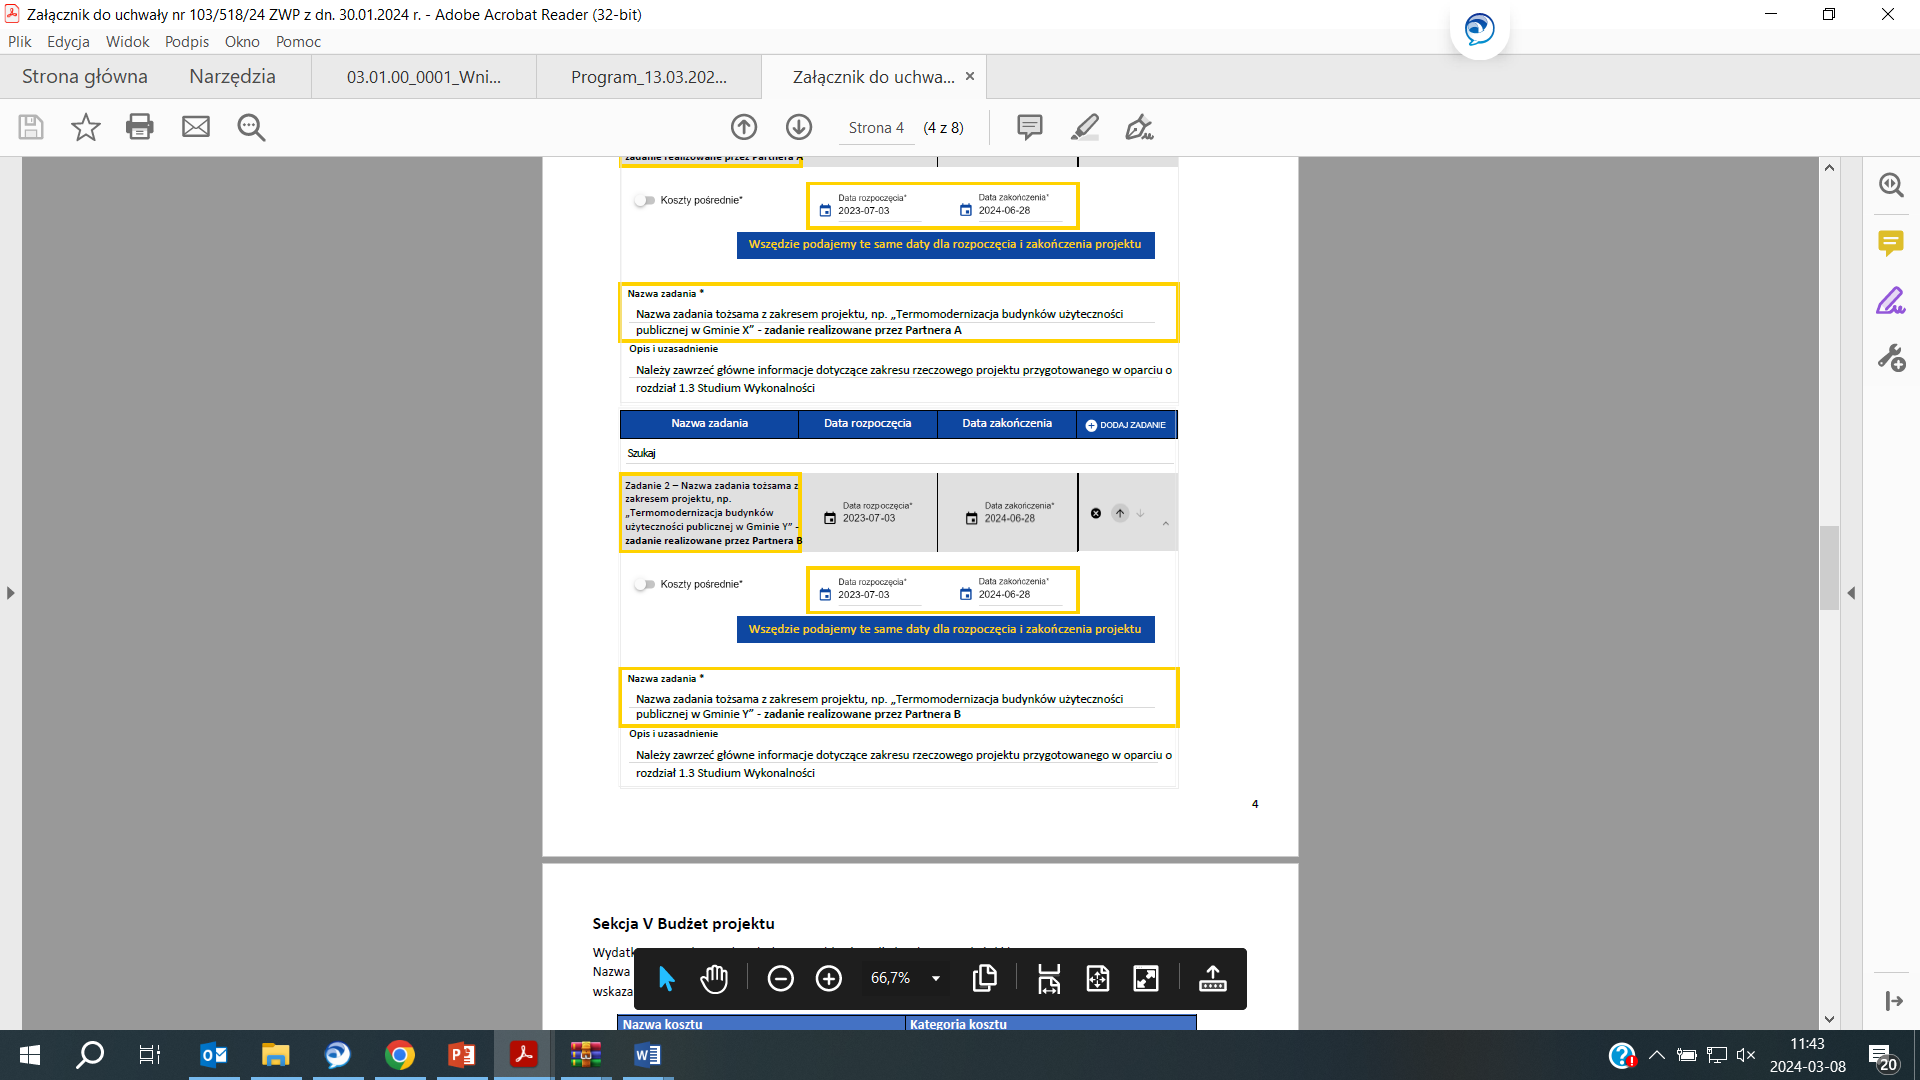 Załącznik do uchwały nr 103/518/24 ZWP z dn. 30.01.2024 r. - Adobe Acrobat Reader (32-bit)
Plik Edycja Widok Podpis Okno Pomoc
Strona główna Narzędzia 03.01.00_0001_Wni... Program_13.03.202... Załącznik do uchwa... ×
Strona 4 (4 z 8)
zadanie realizowane przez Partnera A
Koszty pośrednie*
Data rozpoczęcia* Data zakończenia*
2023-07-03 2024-06-28
Wszędzie podajemy te same daty dla rozpoczęcia i zakończenia projektu
Nazwa zadania *
Nazwa zadania tożsama z zakresem projektu, np. „Termomodernizacja budynków użyteczności
publicznej w Gminie X” - zadanie realizowane przez Partnera A
Opis i uzasadnienie
Należy zawrzeć główne informacje dotyczące zakresu rzeczowego projektu przygotowanego w oparciu o
rozdział 1.3 Studium Wykonalności
Nazwa zadania Data rozpoczęcia Data zakończenia DODAJ ZADANIE
Szukaj
Zadanie 2 – Nazwa zadania tożsama z
zakresem projektu, np.
„Termomodernizacja budynków
użyteczności publicznej w Gminie Y” -
zadanie realizowane przez Partnera B
Data rozpoczęcia* Data zakończenia*
2023-07-03 2024-06-28
Koszty pośrednie*
Data rozpoczęcia* Data zakończenia*
2023-07-03 2024-06-28
Wszędzie podajemy te same daty dla rozpoczęcia i zakończenia projektu
Nazwa zadania *
Nazwa zadania tożsama z zakresem projektu, np. „Termomodernizacja budynków użyteczności
publicznej w Gminie Y” - zadanie realizowane przez Partnera B
Opis i uzasadnienie
Należy zawrzeć główne informacje dotyczące zakresu rzeczowego projektu przygotowanego w oparciu o
rozdział 1.3 Studium Wykonalności
4
Sekcja V Budżet projektu
Nazwa
66,7%
Nazwa kosztu Kategoria kosztu
11:43
2024-03-08
20